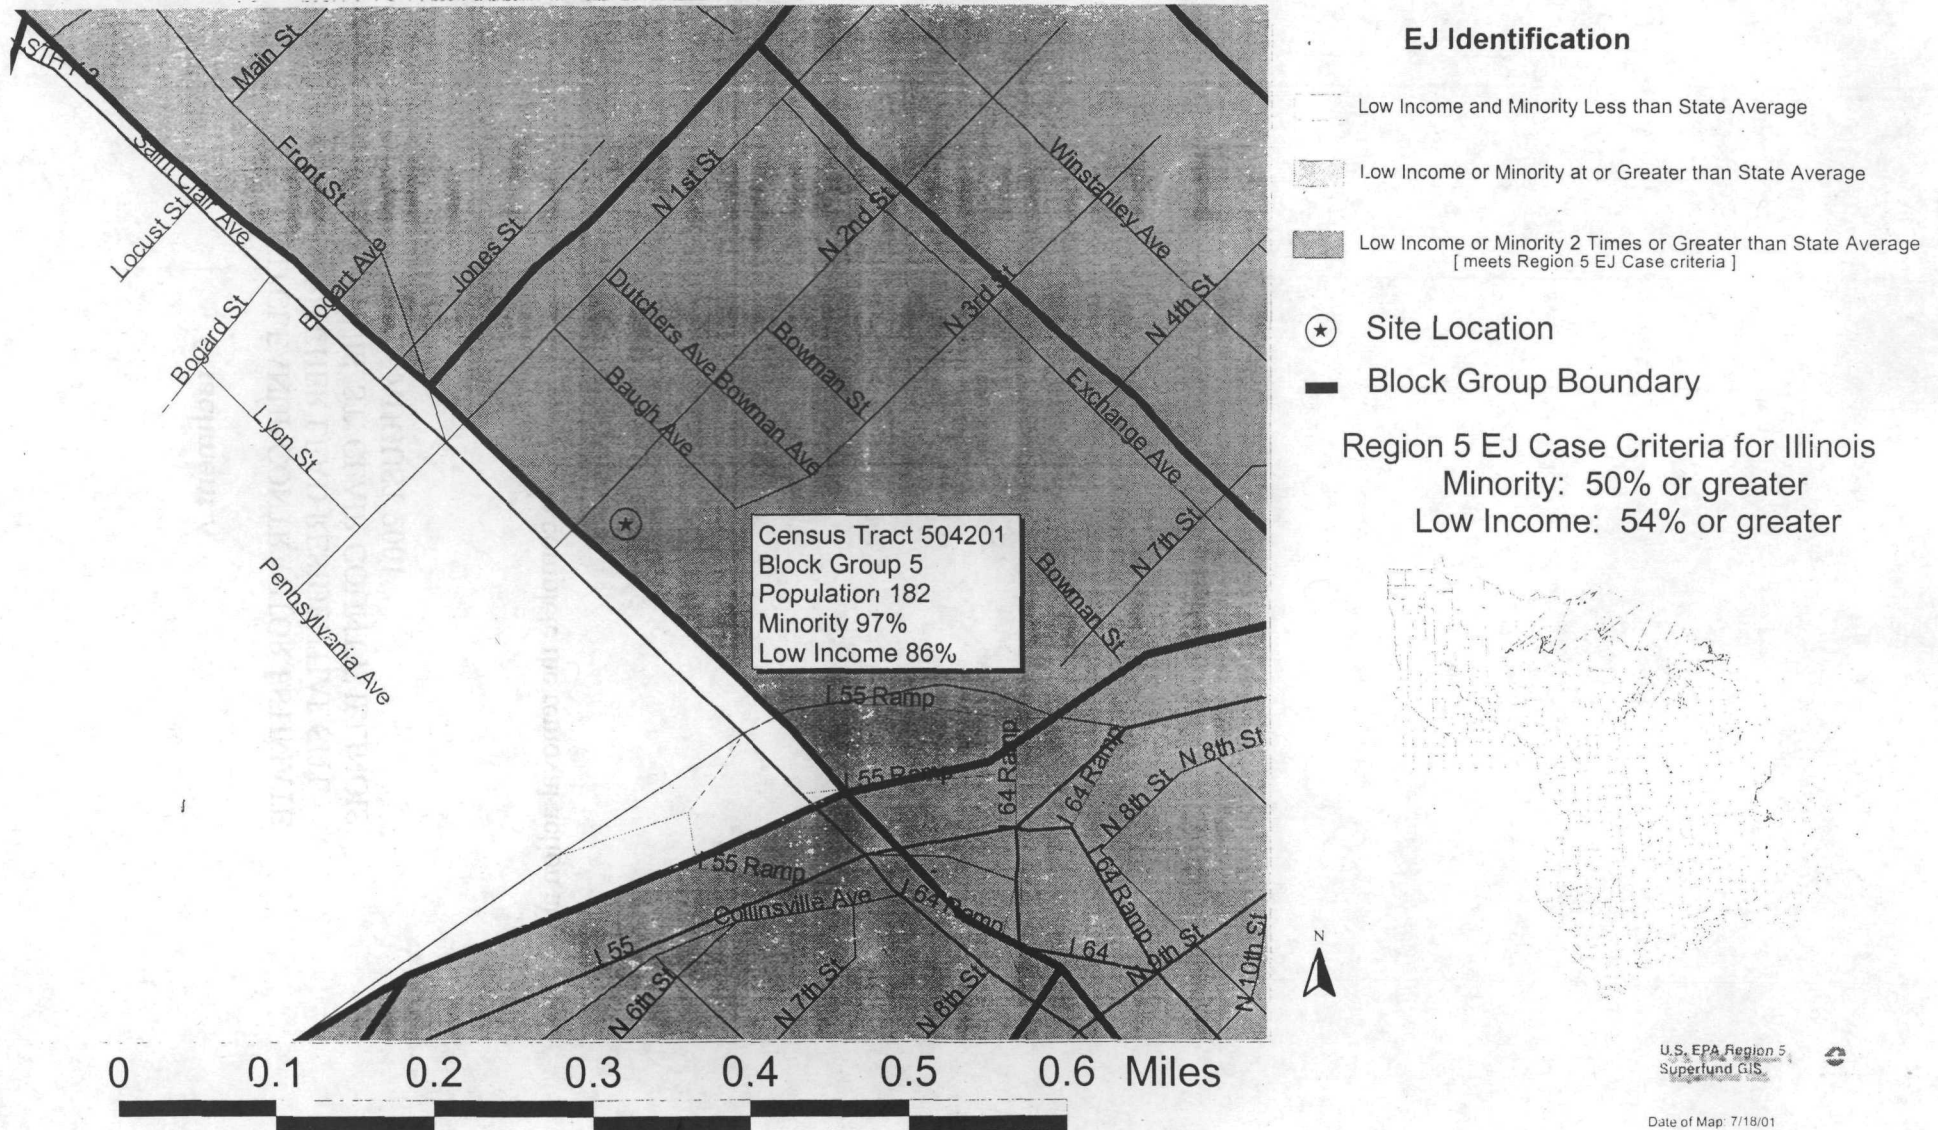 Main St
Front St
Saint Clair Ave
Locust St
Bogart Ave
Jones St
Bogard St
Lyon St
Pennsylvania Ave
N 1st St
N 2nd St
Winstanley Ave
N 3rd St
N 4th St
Dutchers Ave
Bowman St
Bowman Ave
Baugh Ave
Exchange Ave
N 7th St
Bowman St
Census Tract 504201
Block Group 5
Population 182
Minority 97%
Low Income 86%
I 55 Ramp
I 55 Ramp
I 64 Ramp
I 64 Ramp
N 8th St
N 8th St
I 55 Ramp
Collinsville Ave
I 64 Ramp
I 64 Ramp
I 55
I 64
N 9th St
N 10th St
N 6th St
N 7th St
N 8th St
0 0.1 0.2 0.3 0.4 0.5 0.6 Miles
EJ Identification
Low Income and Minority Less than State Average
Low Income or Minority at or Greater than State Average
Low Income or Minority 2 Times or Greater than State Average
[ meets Region 5 EJ Case criteria ]
Site Location
Block Group Boundary
Region 5 EJ Case Criteria for Illinois
Minority: 50% or greater
Low Income: 54% or greater
N
U.S. EPA Region 5
Superfund GIS
Date of Map: 7/18/01